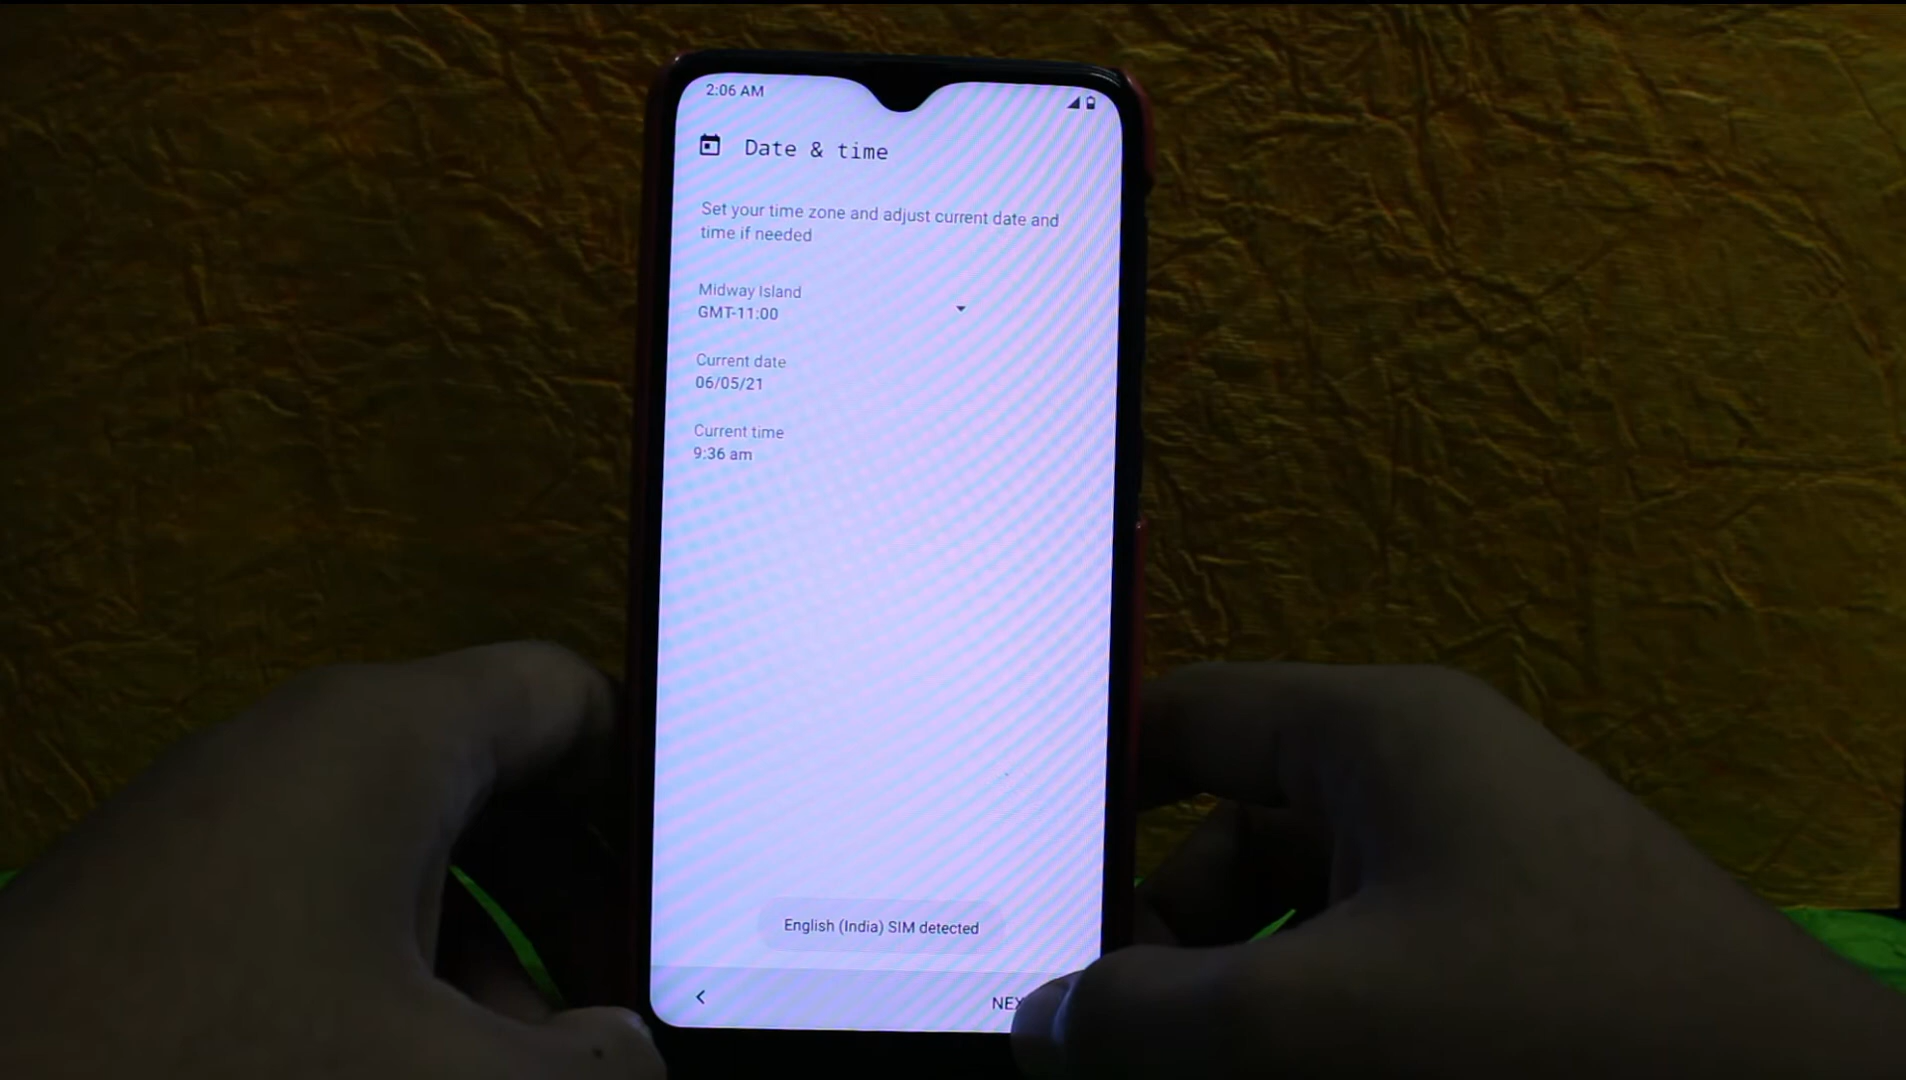 2:06 AM
Date & time
Set your time zone and adjust current date and
time if needed
Midway Island
GMT-11:00
Current date
06/05/21
Current time
9:36 am
English (India) SIM detected